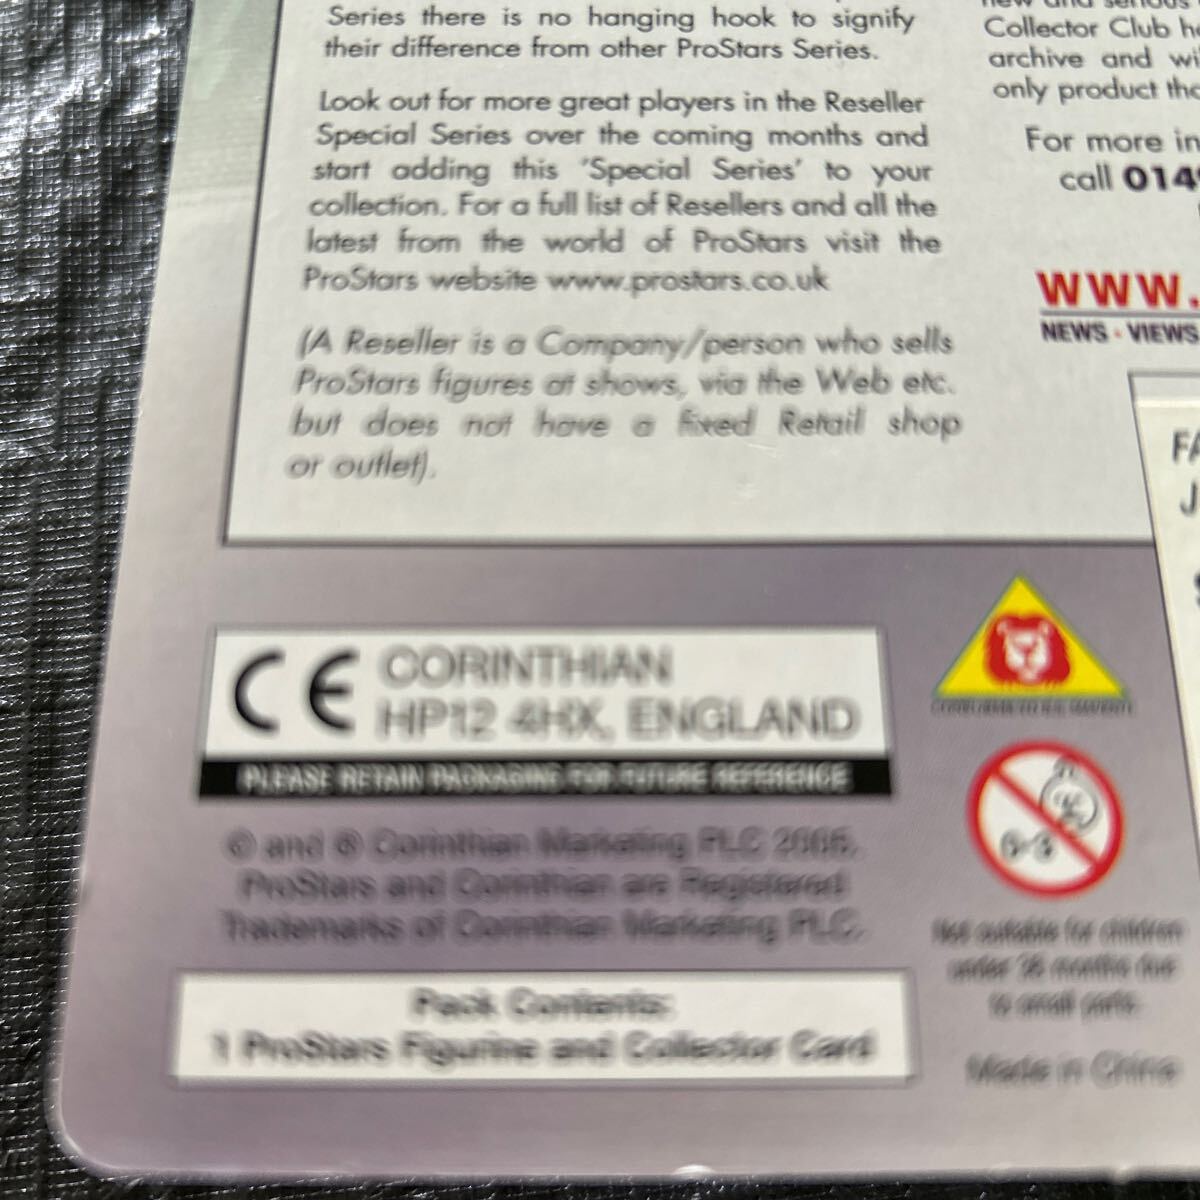 Series there is no hanging hook to signify
their difference from other ProStars Series.
Look out for more great players in the Reseller
Special Series over the coming months and
start adding this 'Special Series' to your
collection. For a full list of Resellers and all the
latest from the world of ProStars visit the
ProStars website www.prostars.co.uk
(A Reseller is a Company/person who sells
ProStars figures at shows, via the Web etc.
but does not have a fixed Retail shop
or outlet).
new and serious
Collector Club
archive and
only product
For more
call 014
WWW.
NEWS · VIEWS
CE CORINTHIAN
HP12 4HX, ENGLAND
PLEASE RETAIN PACKAGING FOR FUTURE REFERENCE
© and ® Corinthian Marketing PLC
ProStars and Corinthian are Registered
Trademarks of Corinthian Marketing PLC.
Pack Contents:
1 ProStars Figurine and Collector Card
0-3
Not suitable for children
under 36 months due
to small parts.
Made in China